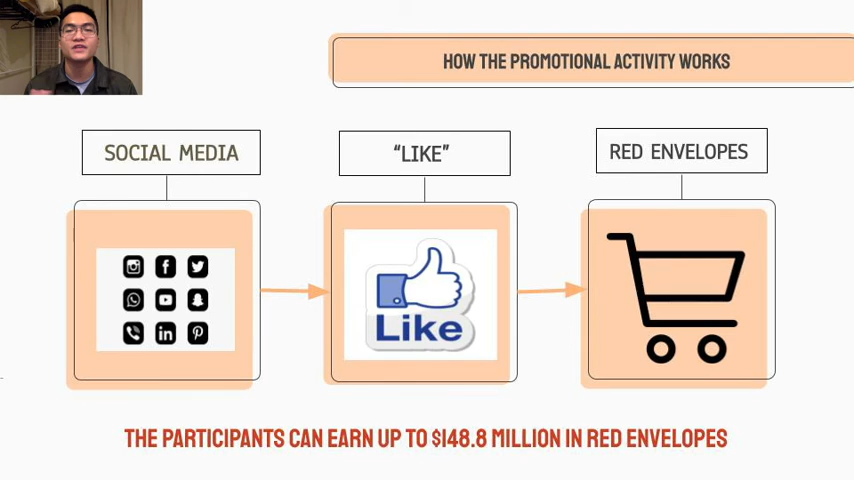 HOW THE PROMOTIONAL ACTIVITY WORKS
SOCIAL MEDIA
“LIKE”
RED ENVELOPES
Like
THE PARTICIPANTS CAN EARN UP TO $148.8 MILLION IN RED ENVELOPES